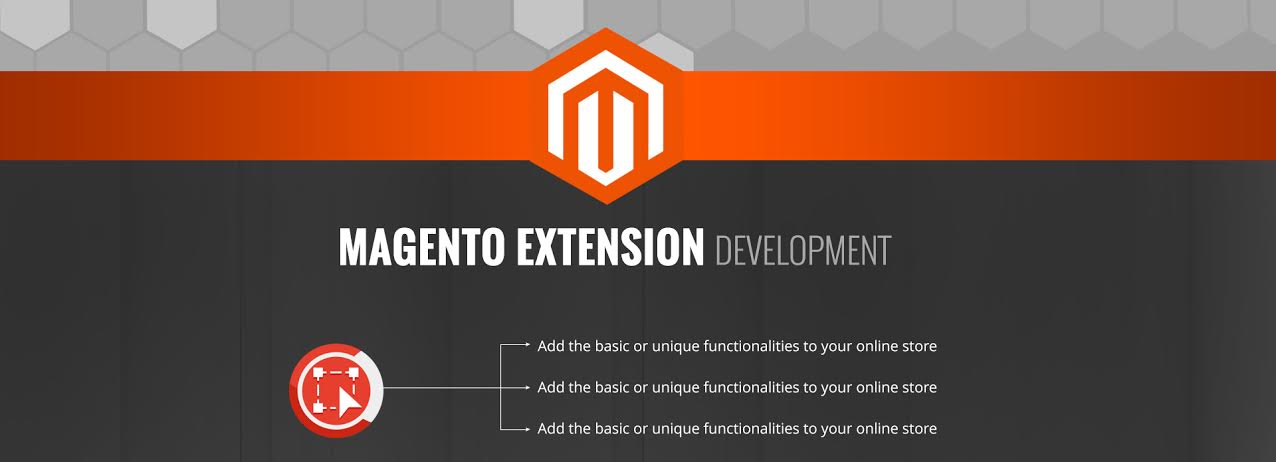 MAGENTO EXTENSION DEVELOPMENT
Add the basic or unique functionalities to your online store
Add the basic or unique functionalities to your online store
Add the basic or unique functionalities to your online store